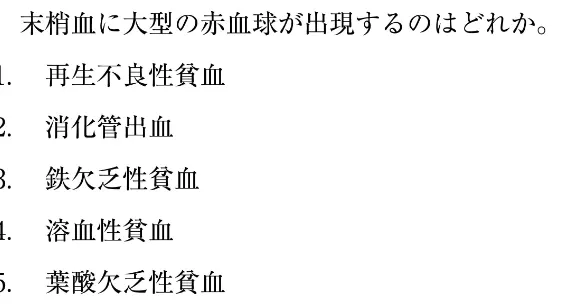 末梢血に大型の赤血球が出現するのはどれか。
1. 再生不良性貧血
2. 消化管出血
3. 鉄欠乏性貧血
4. 溶血性貧血
5. 葉酸欠乏性貧血